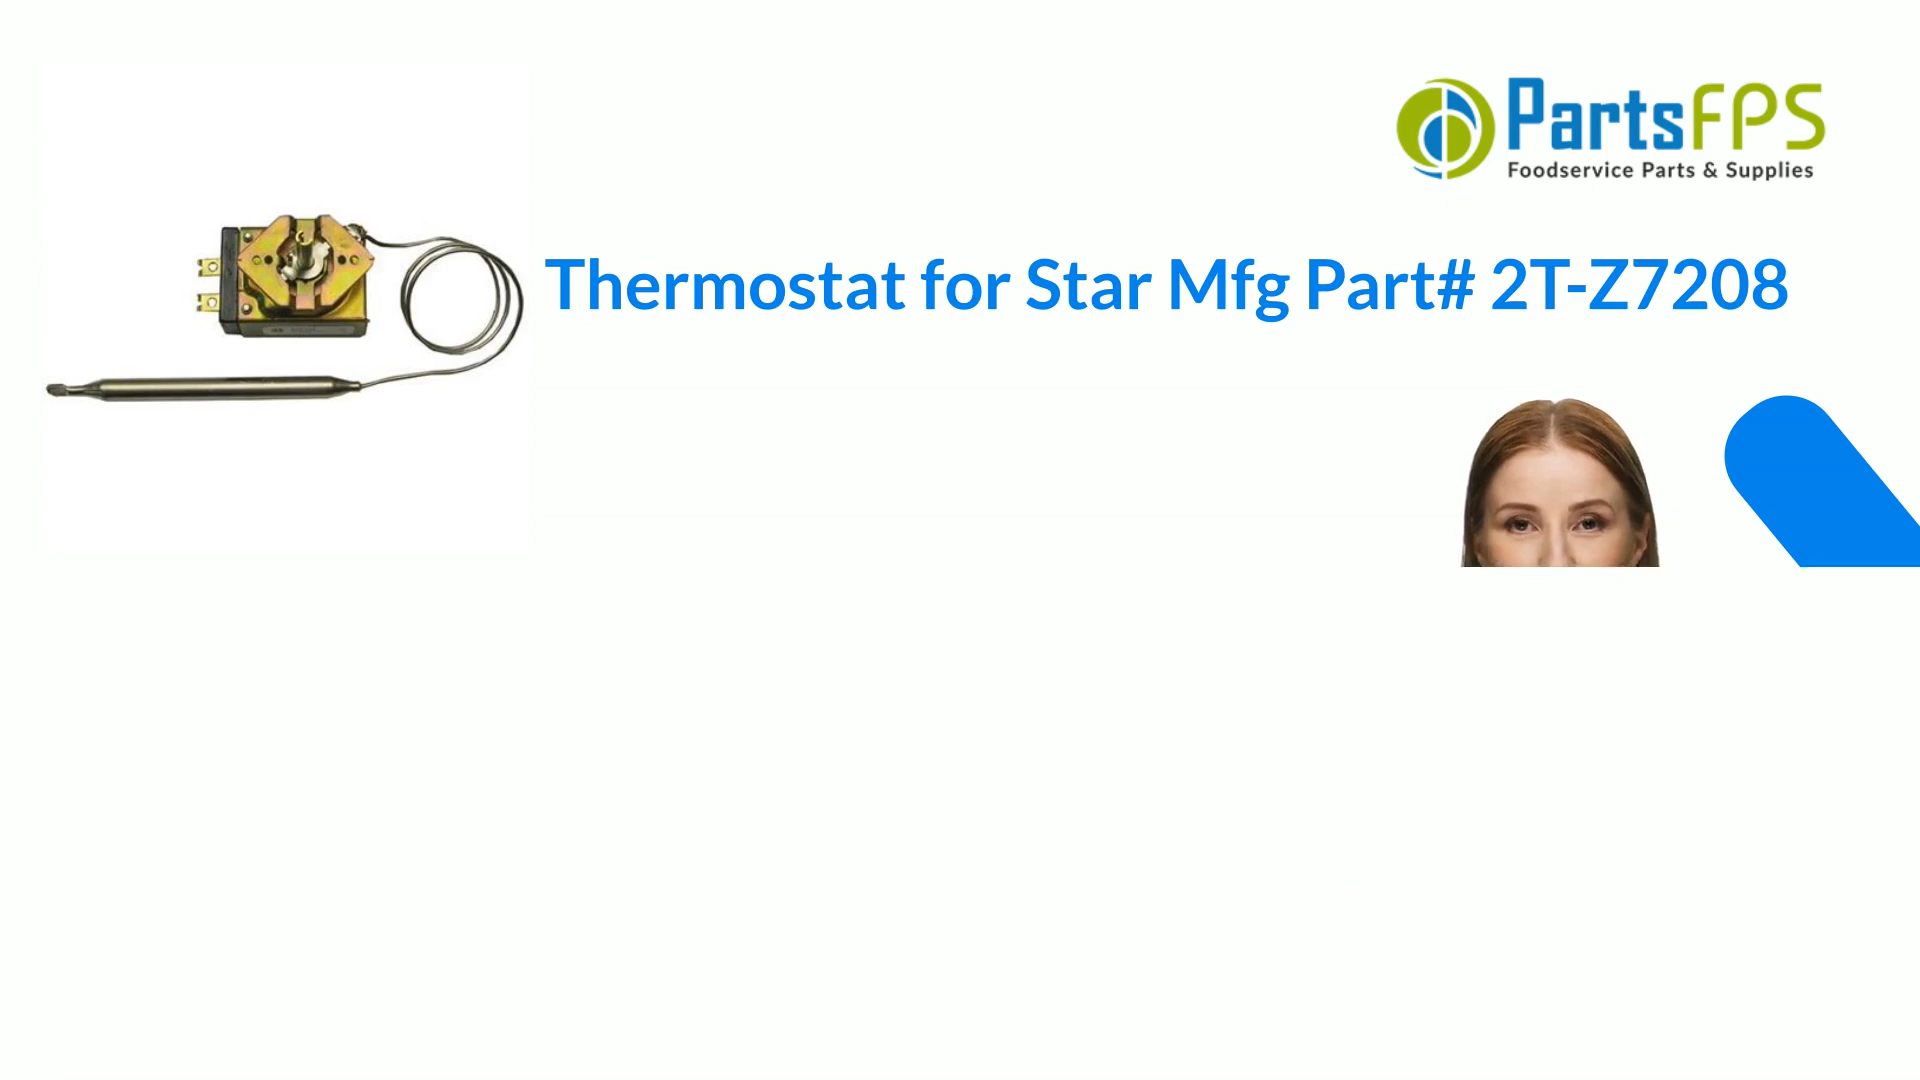 PartsFPS
Foodservice Parts & Supplies
Thermostat for Star Mfg Part# 2T-Z7208